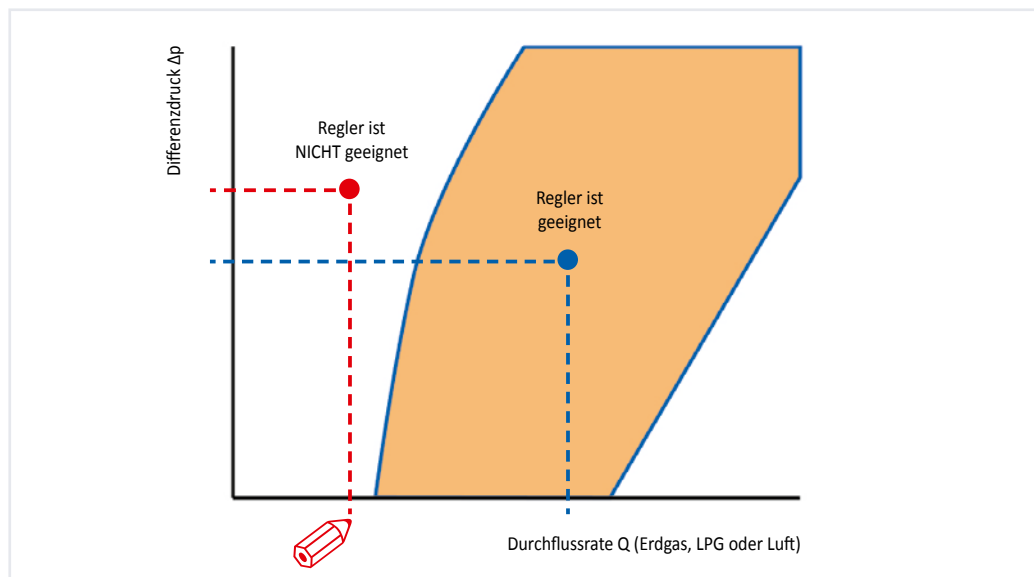 Differenzdruck Δp
Regler ist
NICHT geeignet
Regler ist
geeignet
Durchflussrate Q (Erdgas, LPG oder Luft)